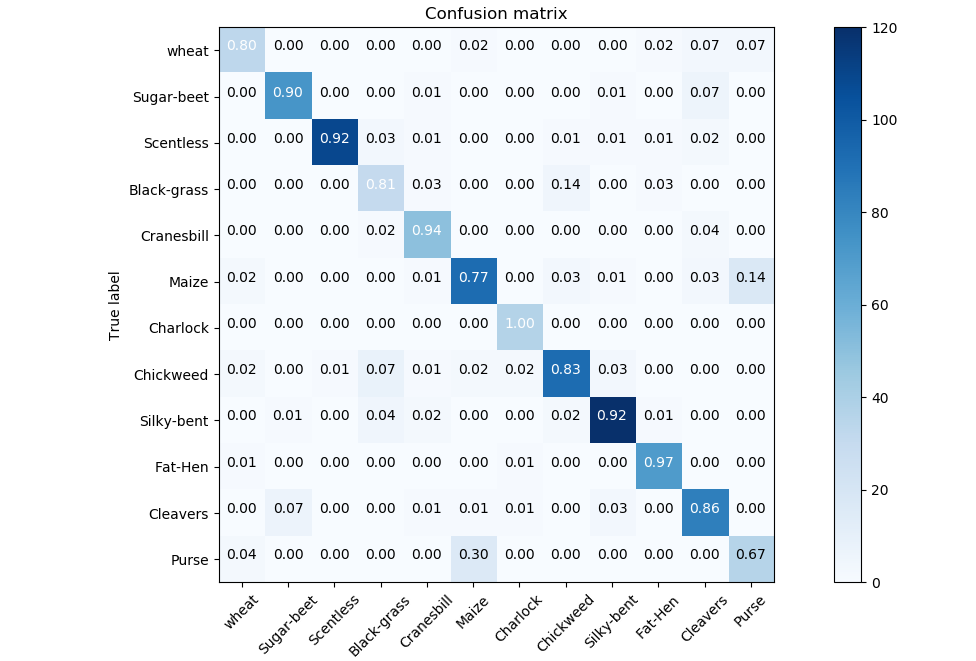 Confusion matrix
True label
wheat 0.80 0.00 0.00 0.00 0.00 0.02 0.00 0.00 0.00 0.02 0.07 0.07
Sugar-beet 0.00 0.90 0.00 0.00 0.01 0.00 0.00 0.00 0.01 0.00 0.07 0.00
Scentless 0.00 0.00 0.92 0.03 0.01 0.00 0.00 0.01 0.01 0.01 0.02 0.00
Black-grass 0.00 0.00 0.00 0.81 0.03 0.00 0.00 0.14 0.00 0.03 0.00 0.00
Cranesbill 0.00 0.00 0.00 0.02 0.94 0.00 0.00 0.00 0.00 0.00 0.04 0.00
Maize 0.02 0.00 0.00 0.00 0.01 0.77 0.00 0.03 0.01 0.00 0.03 0.14
Charlock 0.00 0.00 0.00 0.00 0.00 0.00 1.00 0.00 0.00 0.00 0.00 0.00
Chickweed 0.02 0.00 0.01 0.07 0.01 0.02 0.02 0.83 0.03 0.00 0.00 0.00
Silky-bent 0.00 0.01 0.00 0.04 0.02 0.00 0.00 0.02 0.92 0.01 0.00 0.00
Fat-Hen 0.01 0.00 0.00 0.00 0.00 0.00 0.01 0.00 0.00 0.97 0.00 0.00
Cleavers 0.00 0.07 0.00 0.00 0.01 0.01 0.01 0.00 0.03 0.00 0.86 0.00
Purse 0.04 0.00 0.00 0.00 0.00 0.30 0.00 0.00 0.00 0.00 0.00 0.67
wheat Sugar-beet Scentless Black-grass Cranesbill Maize Charlock Chickweed Silky-bent Fat-Hen Cleavers Purse
120
100
80
60
40
20
0